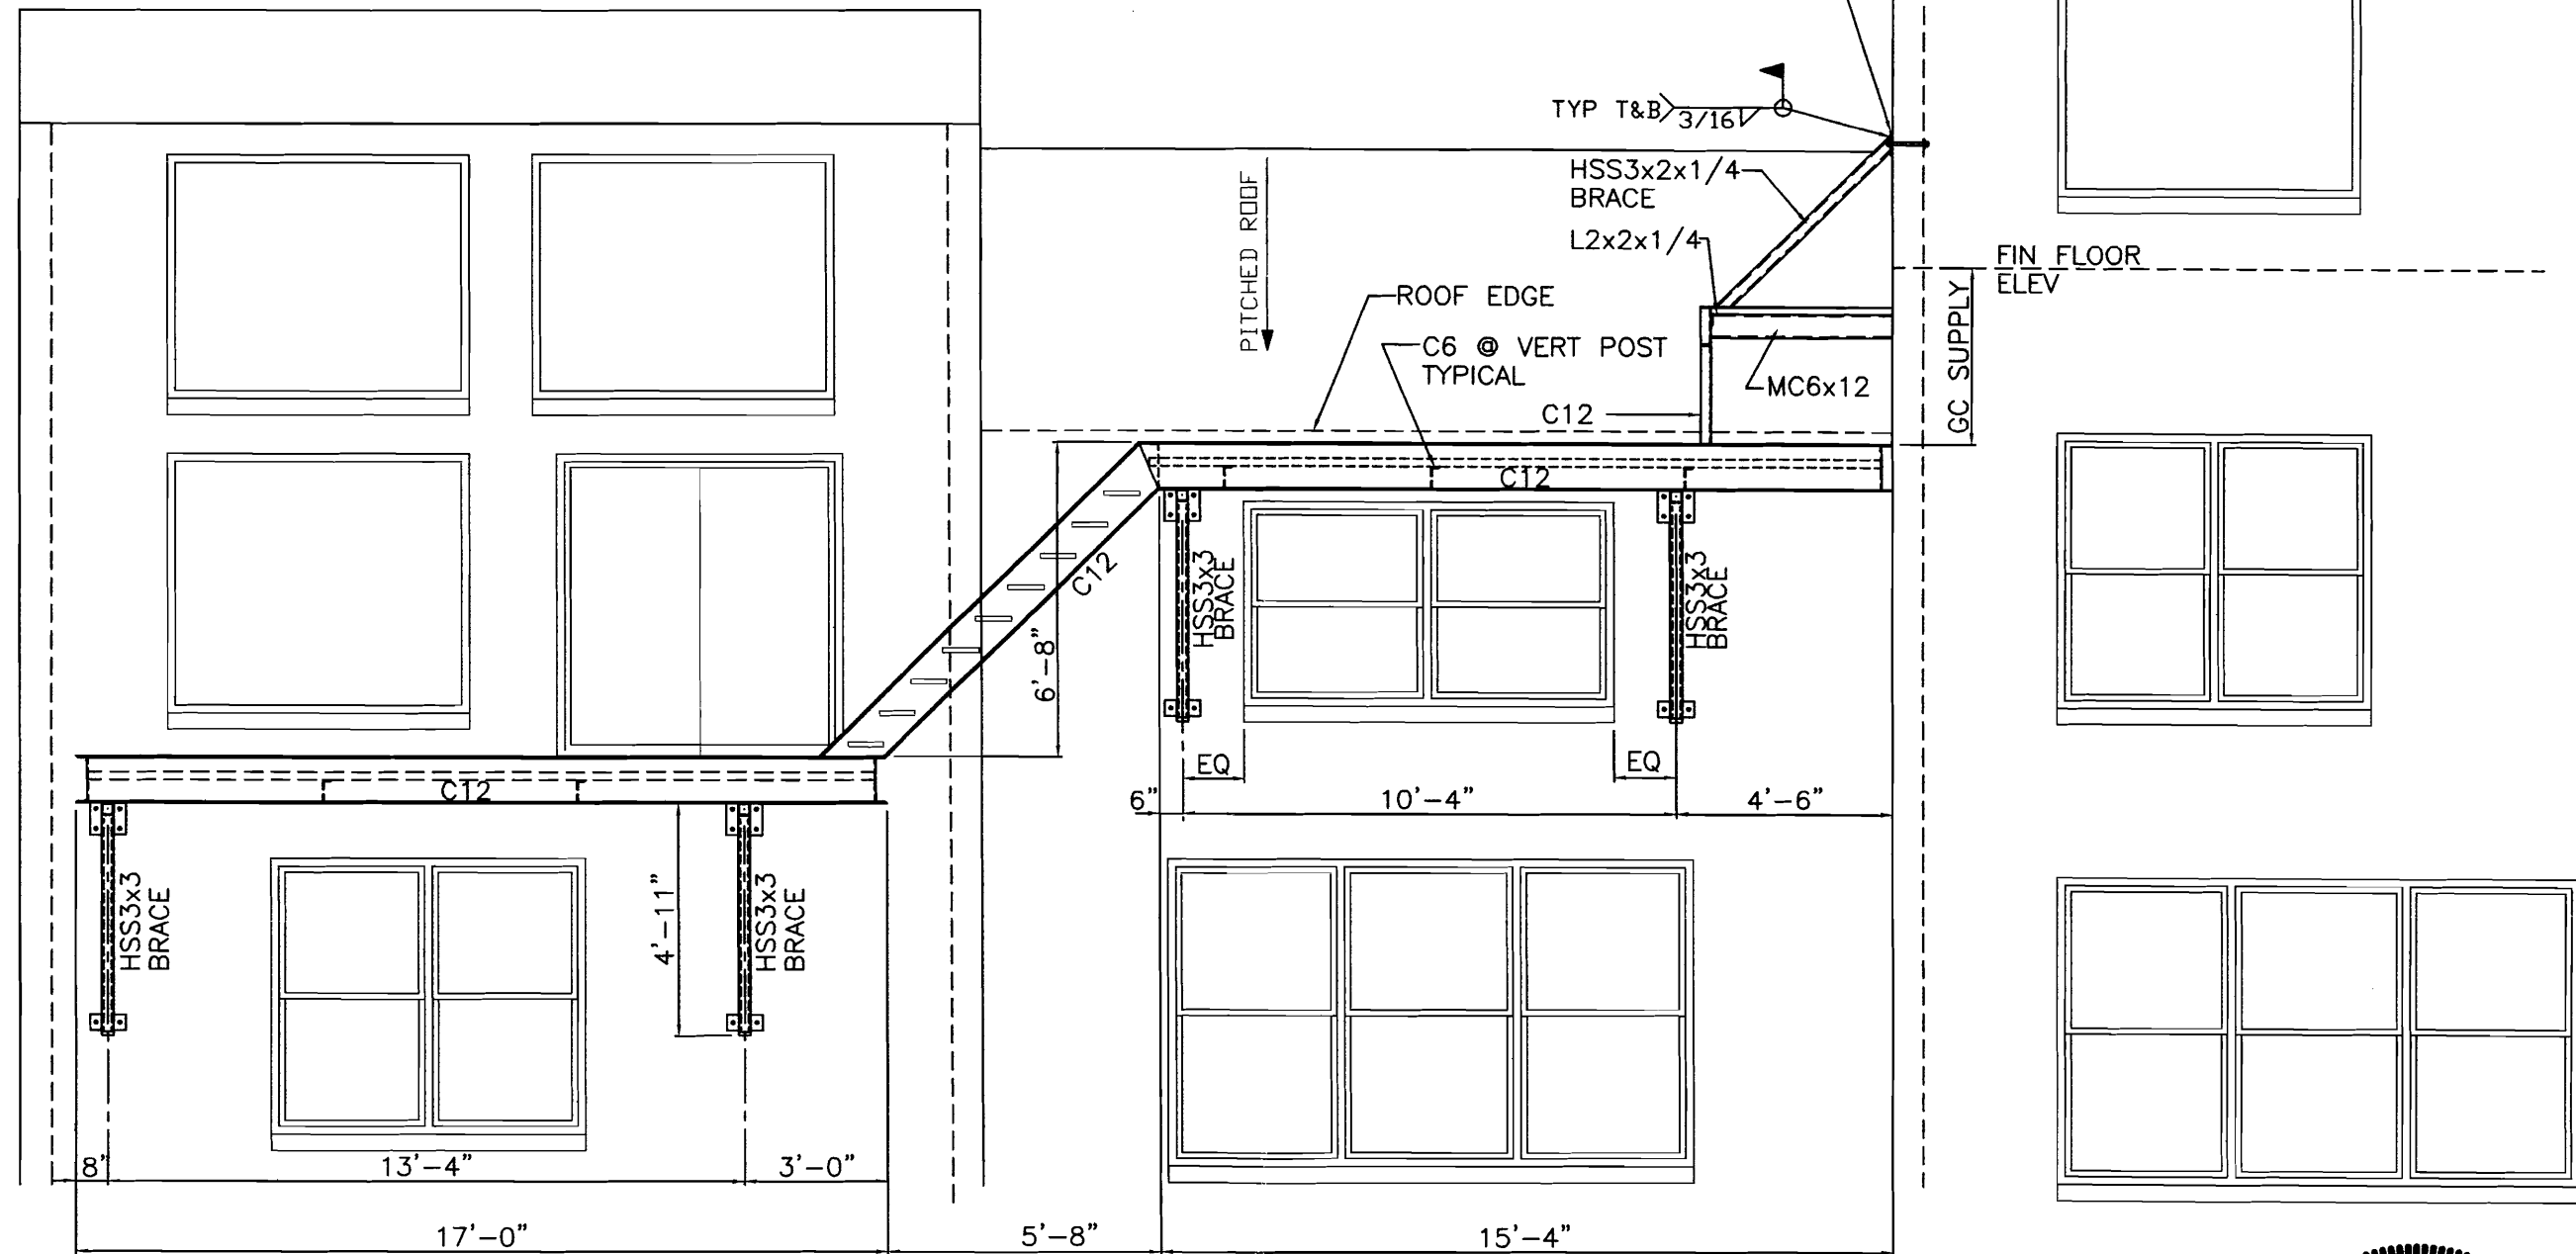 TYP T&B
3/16
HSS3x2x1/4
BRACE
L2x2x1/4
PITCHED ROOF
ROOF EDGE
C6 @ VERT POST
TYPICAL
C12
MC6x12
GC SUPPLY
FIN FLOOR
ELEV
C12
C12
6'-8"
HSS3x3
BRACE
HSS3x3
BRACE
EQ
EQ
6"
10'-4"
4'-6"
C12
HSS3x3
BRACE
4'-11"
HSS3x3
BRACE
8"
13'-4"
3'-0"
17'-0"
5'-8"
15'-4"